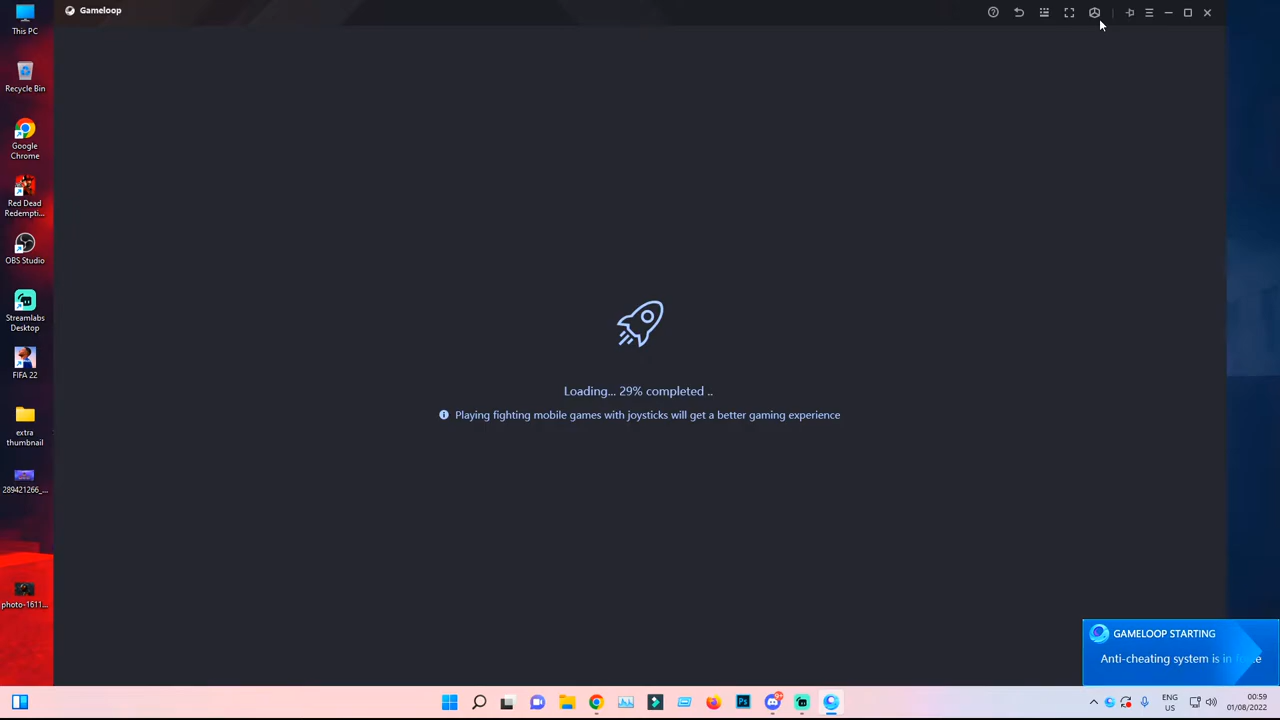 Gameloop
This PC
Recycle Bin
Google
Chrome
Red Dead
Redempti...
OBS Studio
Streamlabs
Desktop
FIFA 22
extra
thumbnail
289421266_...
photo-1611...
Loading... 29% completed ..
Playing fighting mobile games with joysticks will get a better gaming experience
GAMELOOP STARTING
Anti-cheating system is in
9+
Ps
ENG
US
00:59
01/08/2022